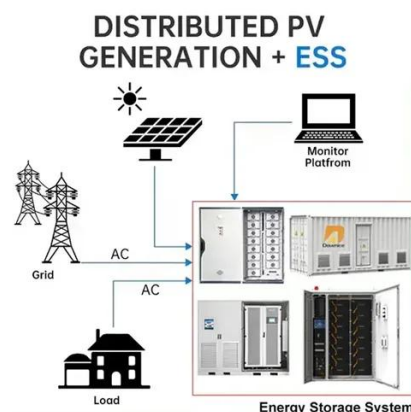 DISTRIBUTED PV
GENERATION + ESS
Monitor
Platfrom
AC
Grid
AC
Load
Energy Storage System